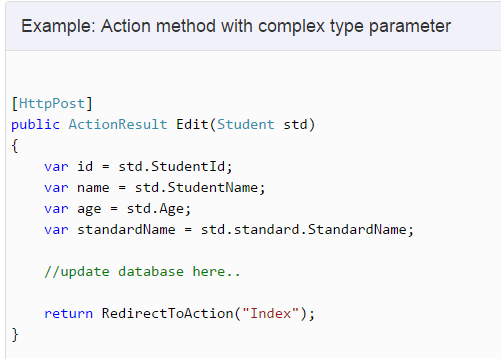 Example: Action method with complex type parameter
[HttpPost]
public ActionResult Edit(Student std)
{
    var id = std.StudentId;
    var name = std.StudentName;
    var age = std.Age;
    var standardName = std.standard.StandardName;
    //update database here..
    return RedirectToAction("Index");
}